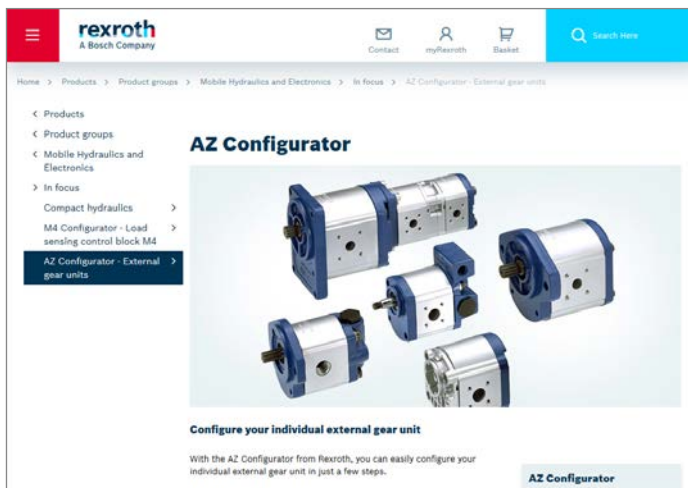 rexroth
A Bosch Company
Contact
myRexroth
Basket
Search Here
Home > Products > Product groups > Mobile Hydraulics and Electronics > In focus > AZ Configurator - External gear units
< Products
< Product groups
< Mobile Hydraulics and
Electronics
> In focus
Compact hydraulics >
M4 Configurator - Load >
sensing control block M4
AZ Configurator - External >
gear units
AZ Configurator
Configure your individual external gear unit
With the AZ Configurator from Rexroth, you can easily configure your
individual external gear unit in just a few steps.
AZ Configurator